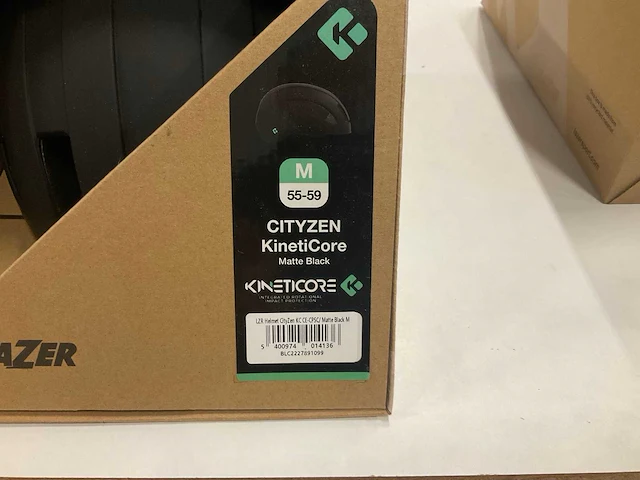 M
55-59
CITYZEN
KinetiCore
Matte Black
KINETICORE
INTEGRATED ROTATIONAL
IMPACT PROTECTION
LZR Helmet CityZen KC CE-CPSC/ Matte Black M
5 400974 014136
BLC2227891099
AZER